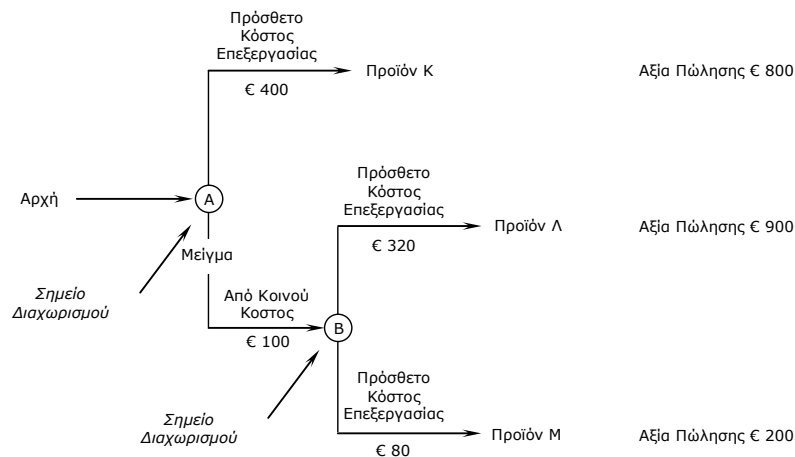 Πρόσθετο
Κόστος
Επεξεργασίας
€ 400
Προϊόν Κ
Αξία Πώλησης € 800
Αρχή
Α
Μείγμα
Σημείο
Διαχωρισμού
Πρόσθετο
Κόστος
Επεξεργασίας
€ 320
Προϊόν Λ
Αξία Πώλησης € 900
Από Κοινού
Κοστος
€ 100
Β
Σημείο
Διαχωρισμού
Πρόσθετο
Κόστος
Επεξεργασίας
€ 80
Προϊόν Μ
Αξία Πώλησης € 200